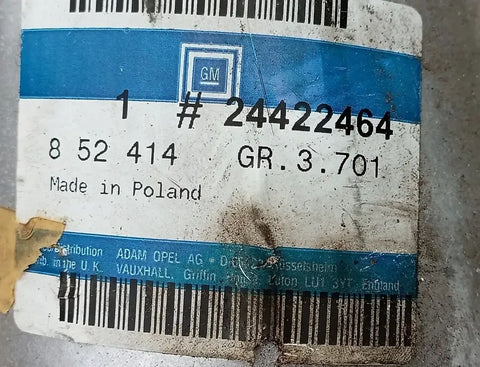 GM
1 # 24422464
8 52 414 GR. 3.701
Made in Poland
distribution ADAM OPEL AG * Rüsselsheim
in the U. K. VAUXHALL, Griffin Luton LU1 3YT, England